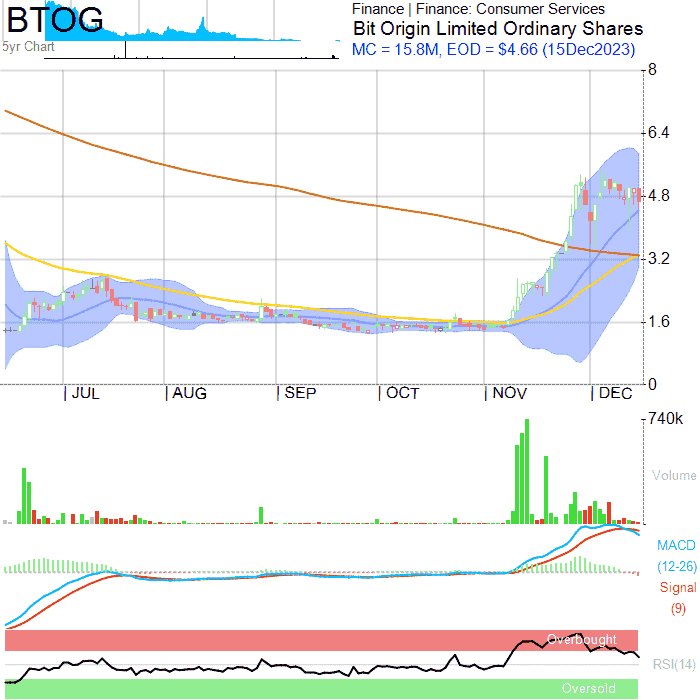 BTOG
5yr Chart
Finance | Finance: Consumer Services
Bit Origin Limited Ordinary Shares
MC = 15.8M, EOD = $4.66 (15Dec2023)
8
6.4
4.8
3.2
1.6
0
JUL AUG SEP OCT NOV DEC
740k
Volume
MACD
(12-26)
Signal
(9)
Overbought
RSI(14)
Oversold